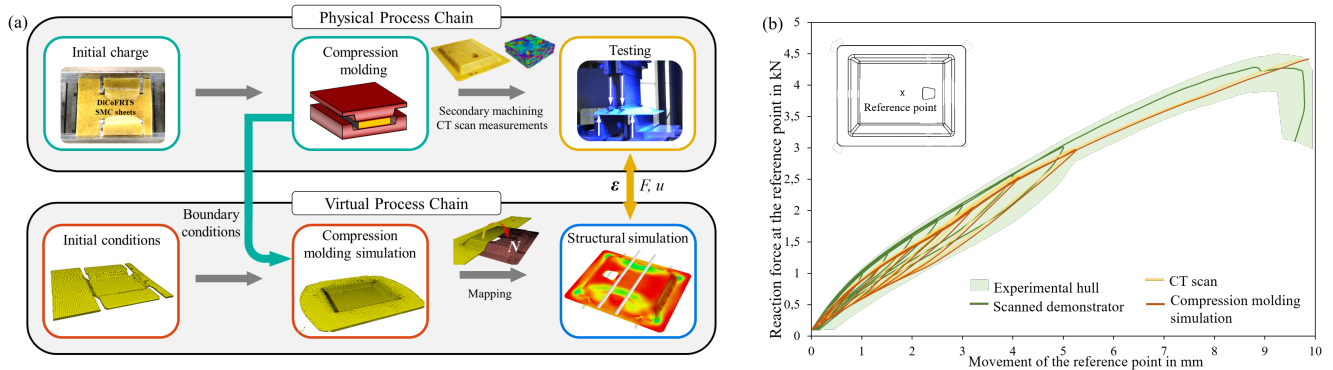 (a)
Physical Process Chain
Initial charge
DiCoFRTS
SMC sheets
Compression
molding
Secondary machining
CT scan measurements
Testing
Boundary
conditions
ε F, u
Virtual Process Chain
Initial conditions
Compression
molding simulation
N
Mapping
Structural simulation
(b)
Reaction force at the reference point in kN
5
4,5
4
3,5
3
2,5
2
1,5
1
0,5
0
x
Reference point
Experimental hull
Scanned demonstrator
CT scan
Compression molding
simulation
0 1 2 3 4 5 6 7 8 9 10
Movement of the reference point in mm